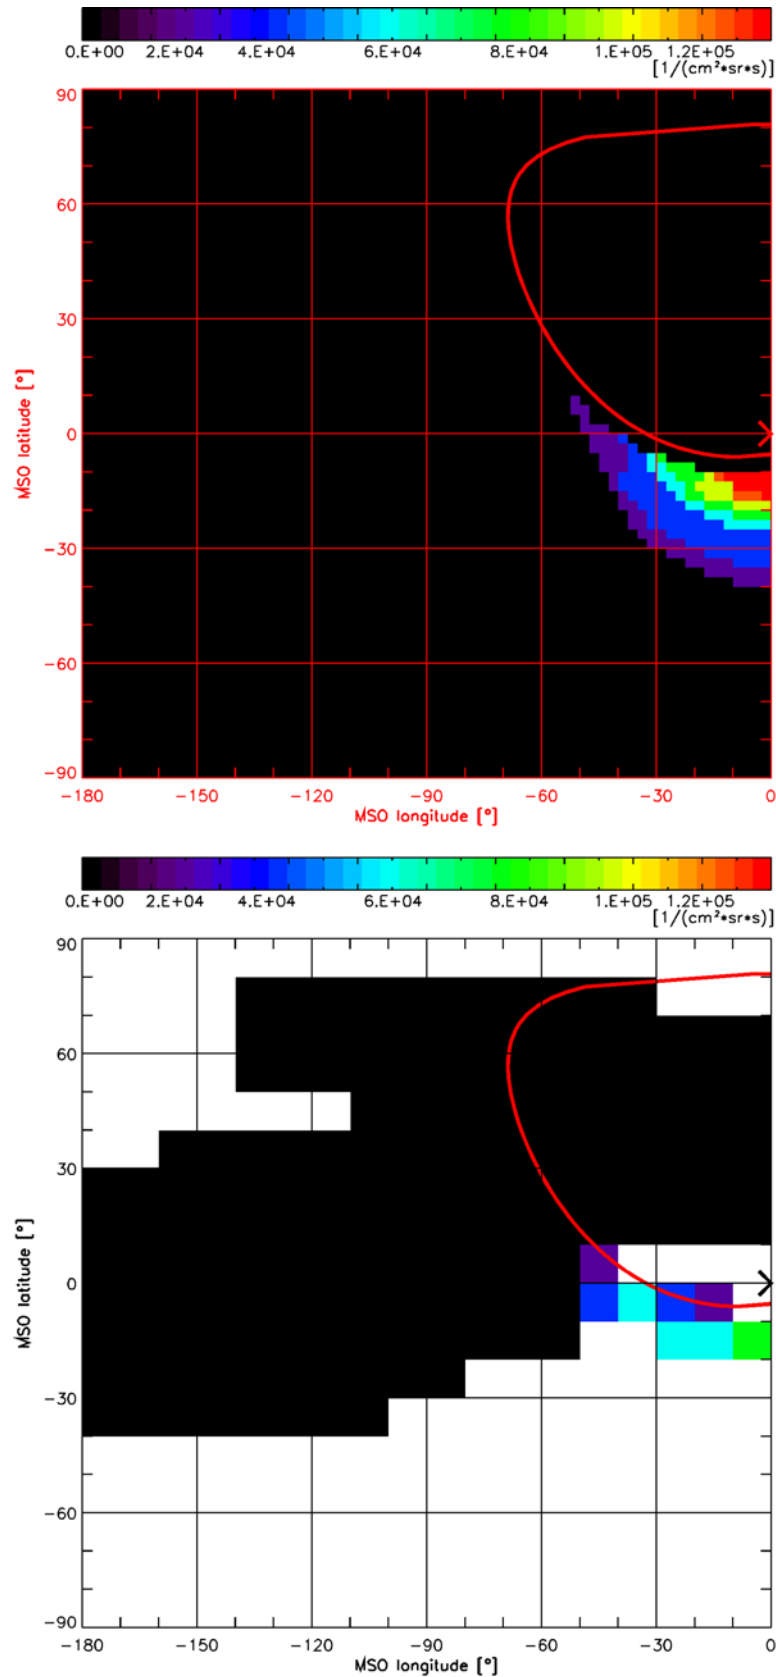 0.E+00 2.E+04 4.E+04 6.E+04 8.E+04 1.E+05 1.2E+05
[1/(cm²*sr*s)]
90
60
30
0
-30
-60
-90
MSO latitude [°]
-180 -150 -120 -90 -60 -30 0
MSO longitude [°]
0.E+00 2.E+04 4.E+04 6.E+04 8.E+04 1.E+05 1.2E+05
[1/(cm²*sr*s)]
90
60
30
0
-30
-60
-90
MSO latitude [°]
-180 -150 -120 -90 -60 -30 0
MSO longitude [°]